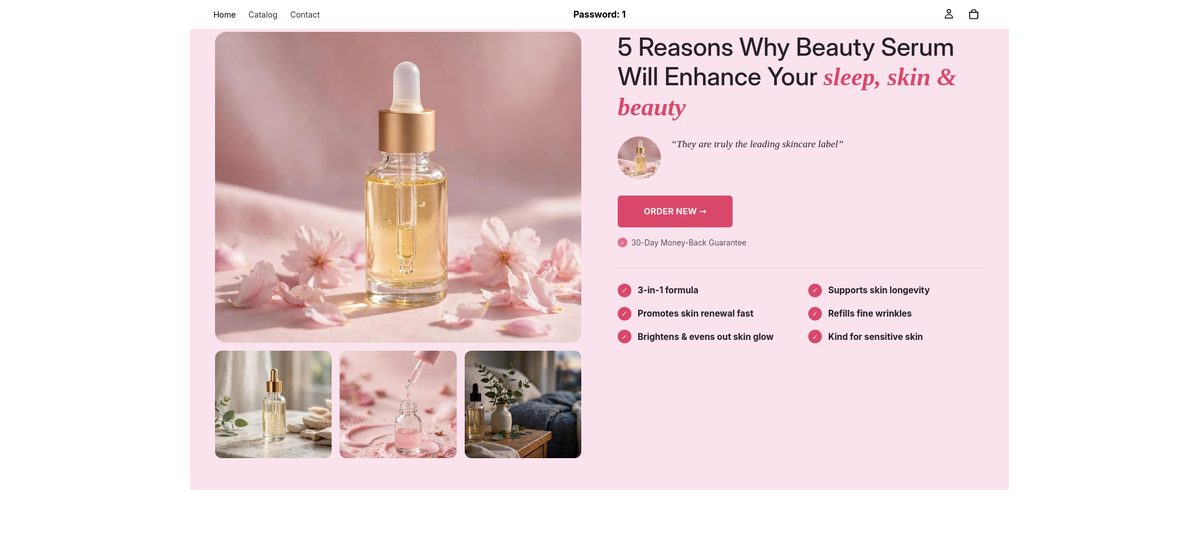 Home Catalog Contact
Password: 1
5 Reasons Why Beauty Serum
Will Enhance Your sleep, skin &
beauty
“They are truly the leading skincare label”
ORDER NEW →
30-Day Money-Back Guarantee
3-in-1 formula
Supports skin longevity
Promotes skin renewal fast
Refills fine wrinkles
Brightens & evens out skin glow
Kind for sensitive skin